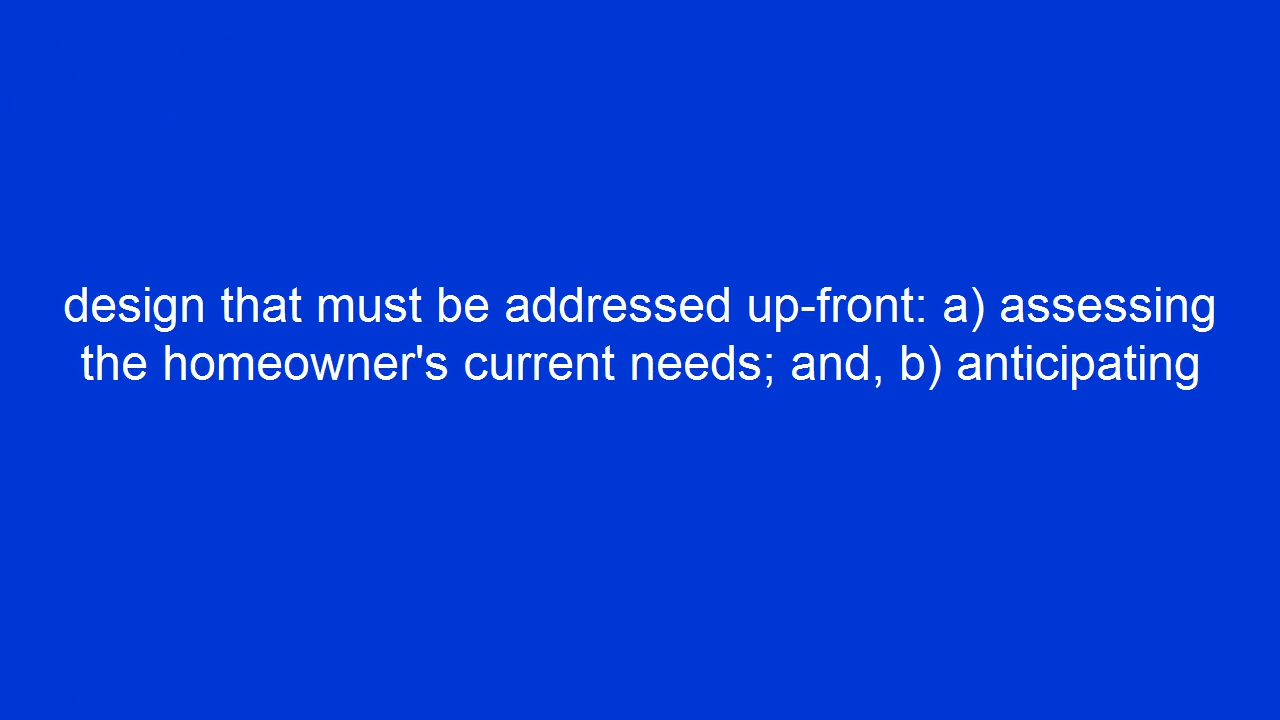 design that must be addressed up-front: a) assessing
the homeowner's current needs; and, b) anticipating